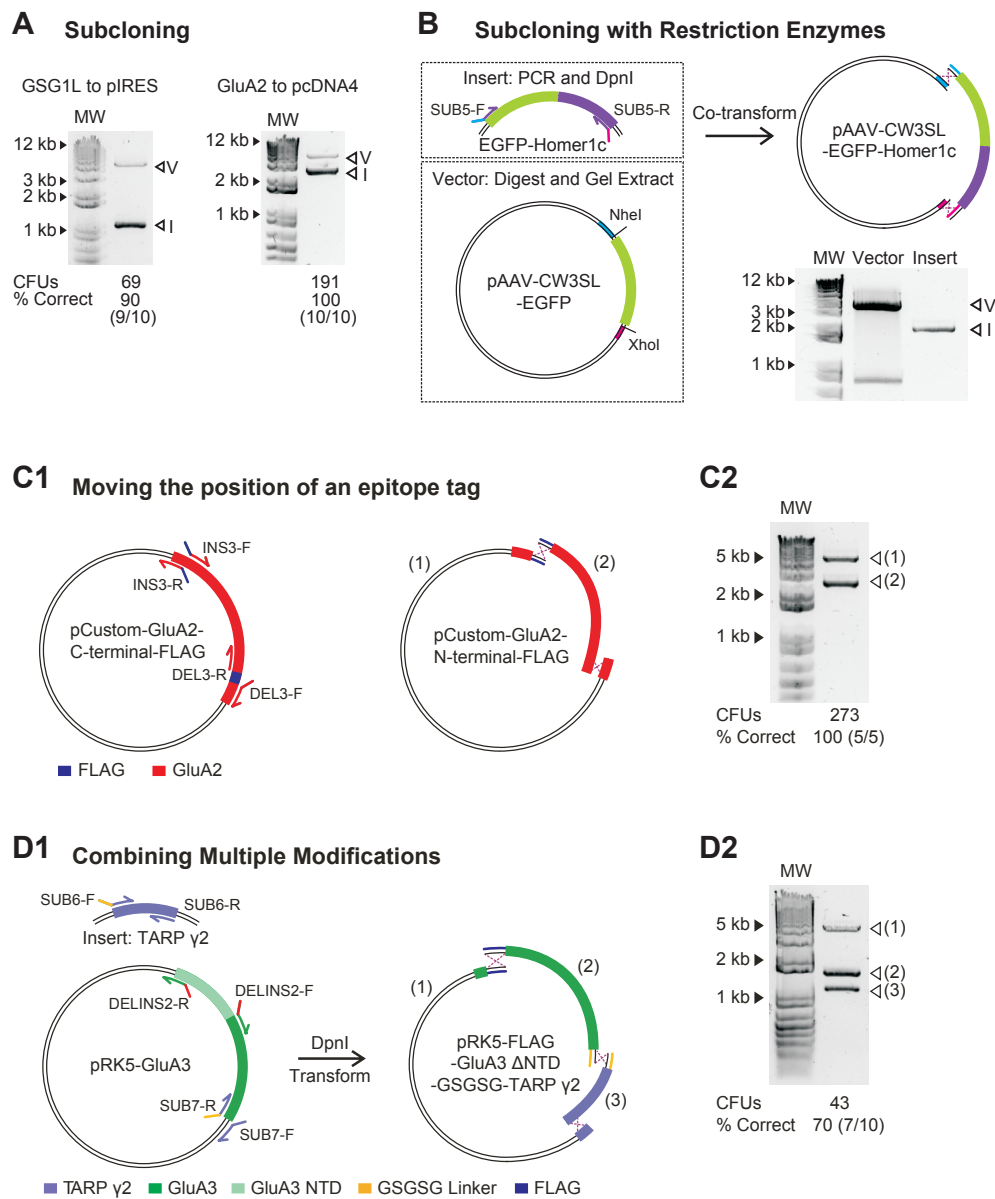 A Subcloning
GSG1L to pIRES
MW
12 kb
3 kb
2 kb
1 kb
V
I
CFUs 69
% Correct 90
(9/10)
GluA2 to pcDNA4
MW
12 kb
2 kb
1 kb
V
I
191
100
(10/10)
B Subcloning with Restriction Enzymes
Insert: PCR and DpnI
SUB5-F
SUB5-R
EGFP-Homer1c
Vector: Digest and Gel Extract
NheI
pAAV-CW3SL
-EGFP
XhoI
Co-transform
pAAV-CW3SL
-EGFP-Homer1c
MW Vector Insert
12 kb
3 kb
2 kb
1 kb
V
I
C1 Moving the position of an epitope tag
INS3-F
INS3-R
pCustom-GluA2-
C-terminal-FLAG
DEL3-R
DEL3-F
FLAG GluA2
(1)
(2)
pCustom-GluA2-
N-terminal-FLAG
C2
MW
5 kb
2 kb
1 kb
(1)
(2)
CFUs 273
% Correct 100 (5/5)
D1 Combining Multiple Modifications
SUB6-F
SUB6-R
Insert: TARP γ2
DELINS2-F
DELINS2-R
pRK5-GluA3
SUB7-R
SUB7-F
DpnI
Transform
(1)
(2)
pRK5-FLAG
-GluA3 ΔNTD
-GSGSG-TARP γ2
(3)
TARP γ2 GluA3 GluA3 NTD GSGSG Linker FLAG
D2
MW
5 kb
2 kb
1 kb
(1)
(2)
(3)
CFUs 43
% Correct 70 (7/10)